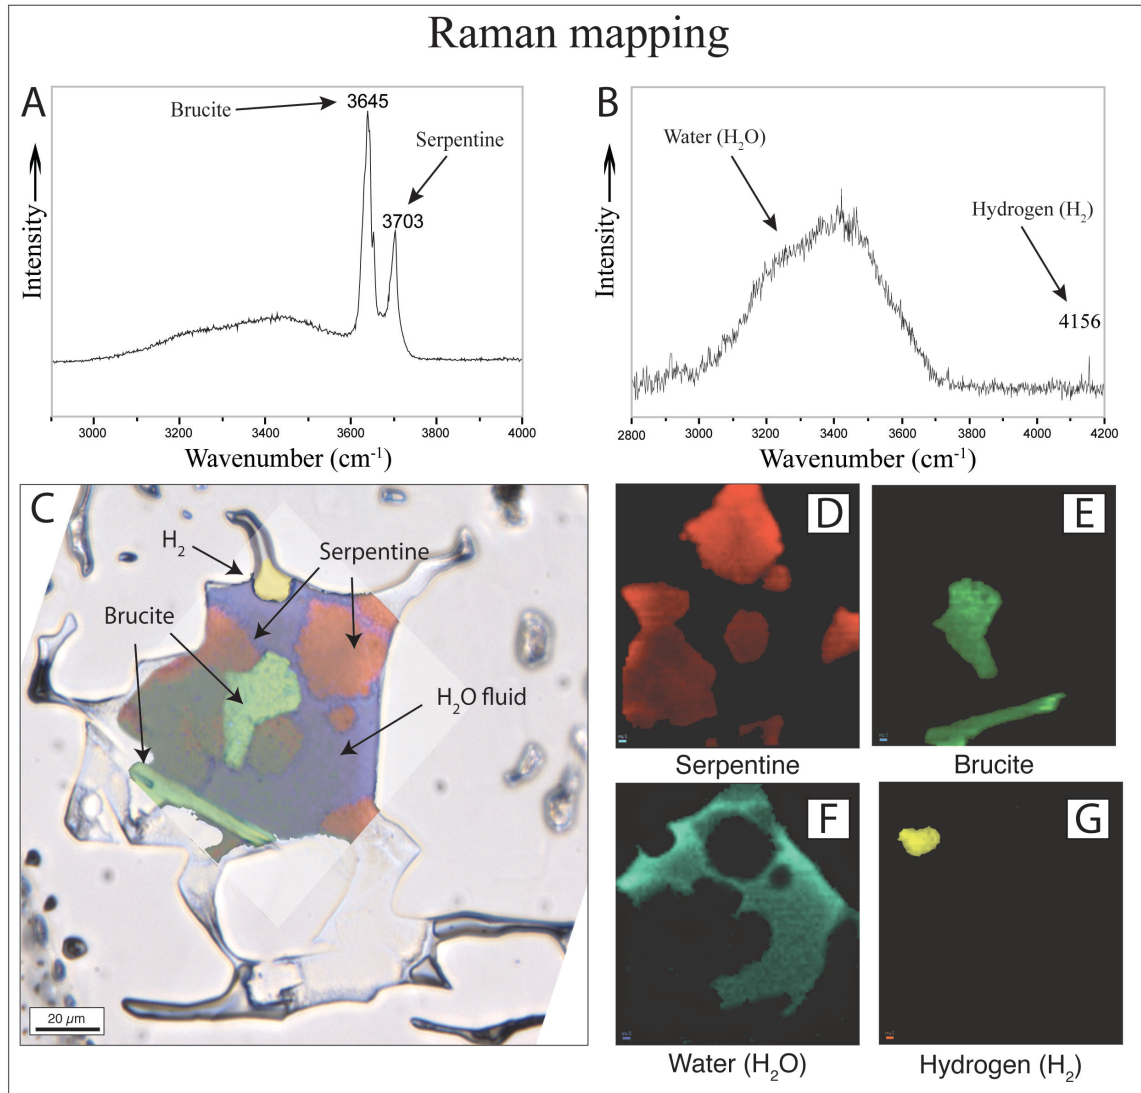 Raman mapping
A
Brucite
3645
Serpentine
3703
Intensity
3000
3200
3400
3600
3800
4000
Wavenumber (cm⁻¹)
B
Water (H₂O)
Hydrogen (H₂)
4156
Intensity
2800
3000
3200
3400
3600
3800
4000
4200
Wavenumber (cm⁻¹)
C
H₂
Serpentine
Brucite
H₂O fluid
20 µm
D
Serpentine
E
Brucite
F
Water (H₂O)
G
Hydrogen (H₂)